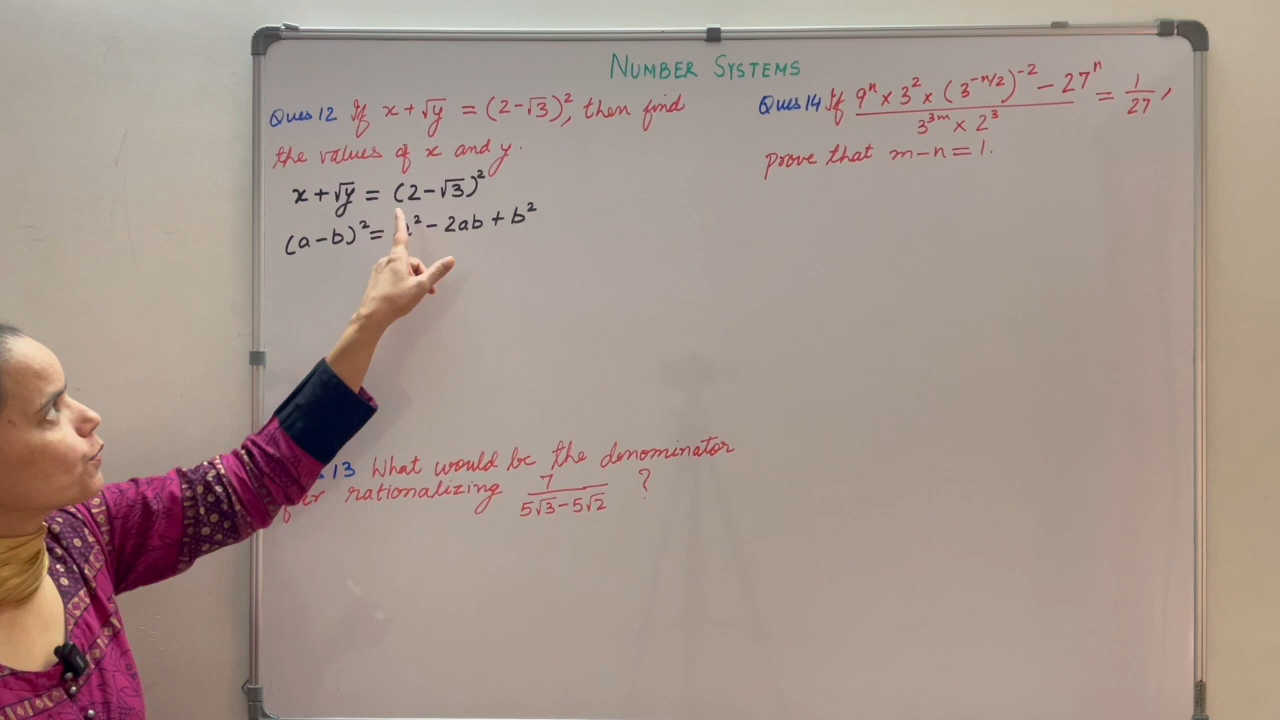 NUMBER SYSTEMS
Ques 12 If x + √y = (2-√3)², then find
the values of x and y.
x + √y = (2-√3)²
(a-b)² = ² - 2ab + b²
13 What would be the denominator
for rationalizing 7/(5√3-5√2) ?
Ques 14 If (9ⁿ × 3² × (3^(-n/2))^(-2) - 27ⁿ)/(3^(3m) × 2³) = 1/27,
prove that m-n=1.